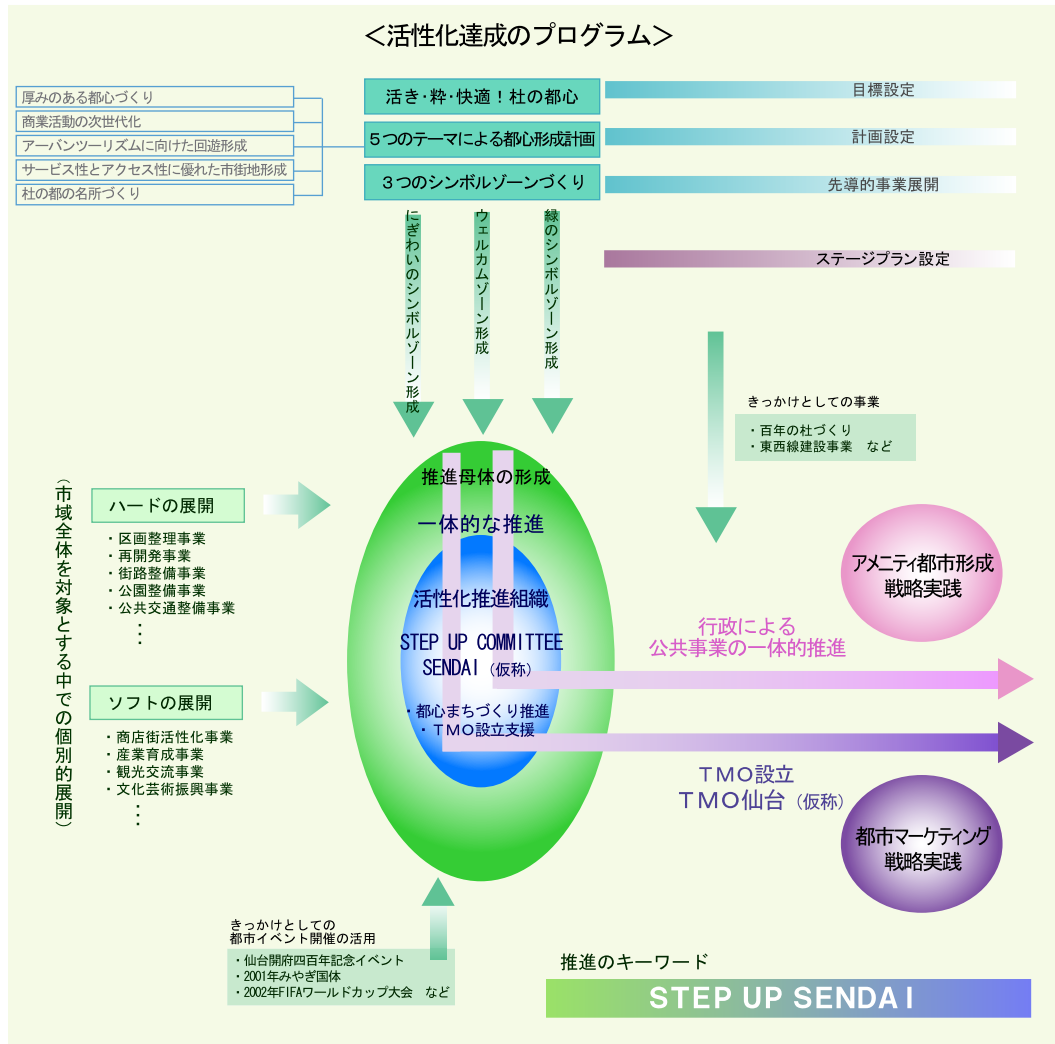 ＜活性化達成のプログラム＞
厚みのある都心づくり
商業活動の次世代化
アーバンツーリズムに向けた回遊形成
サービス性とアクセス性に優れた市街地形成
杜の都の名所づくり
活き・粋・快適！杜の都心
５つのテーマによる都心形成計画
３つのシンボルゾーンづくり
目標設定
計画設定
先導的事業展開
ステージプラン設定
にぎわいのシンボルゾーン形成
ウェルカムゾーン形成
緑のシンボルゾーン形成
きっかけとしての事業
・百年の杜づくり
・東西線建設事業　など
（市域全体を対象とする中での個別的展開）
ハードの展開
・区画整理事業
・再開発事業
・街路整備事業
・公園整備事業
・公共交通整備事業
・・・
ソフトの展開
・商店街活性化事業
・産業育成事業
・観光交流事業
・文化芸術振興事業
・・・
推進母体の形成
一体的な推進
活性化推進組織
STEP UP COMMITTEE
SENDAI（仮称）
・都心まちづくり推進
・ＴＭＯ設立支援
アメニティ都市形成
戦略実践
行政による
公共事業の一体的推進
ＴＭＯ設立
ＴＭＯ仙台（仮称）
都市マーケティング
戦略実践
きっかけとしての
都市イベント開催の活用
・仙台開府四百年記念イベント
・2001年みやぎ国体
・2002年FIFAワールドカップ大会　など
推進のキーワード
STEP UP SENDAI